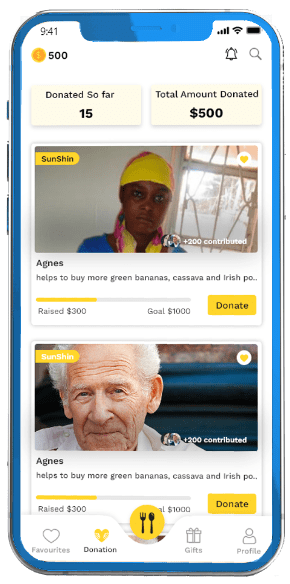 9:41
500
Donated So far
15
Total Amount Donated
$500
SunShin
+200 contributed
Agnes
helps to buy more green bananas, cassava and Irish po..
Raised $300
Goal $1000
Donate
SunShin
+200 contributed
Agnes
helps to buy more green bananas, cassava and Irish po..
Raised $300
Goal $1000
Donate
Favourites
Donation
Gifts
Profile